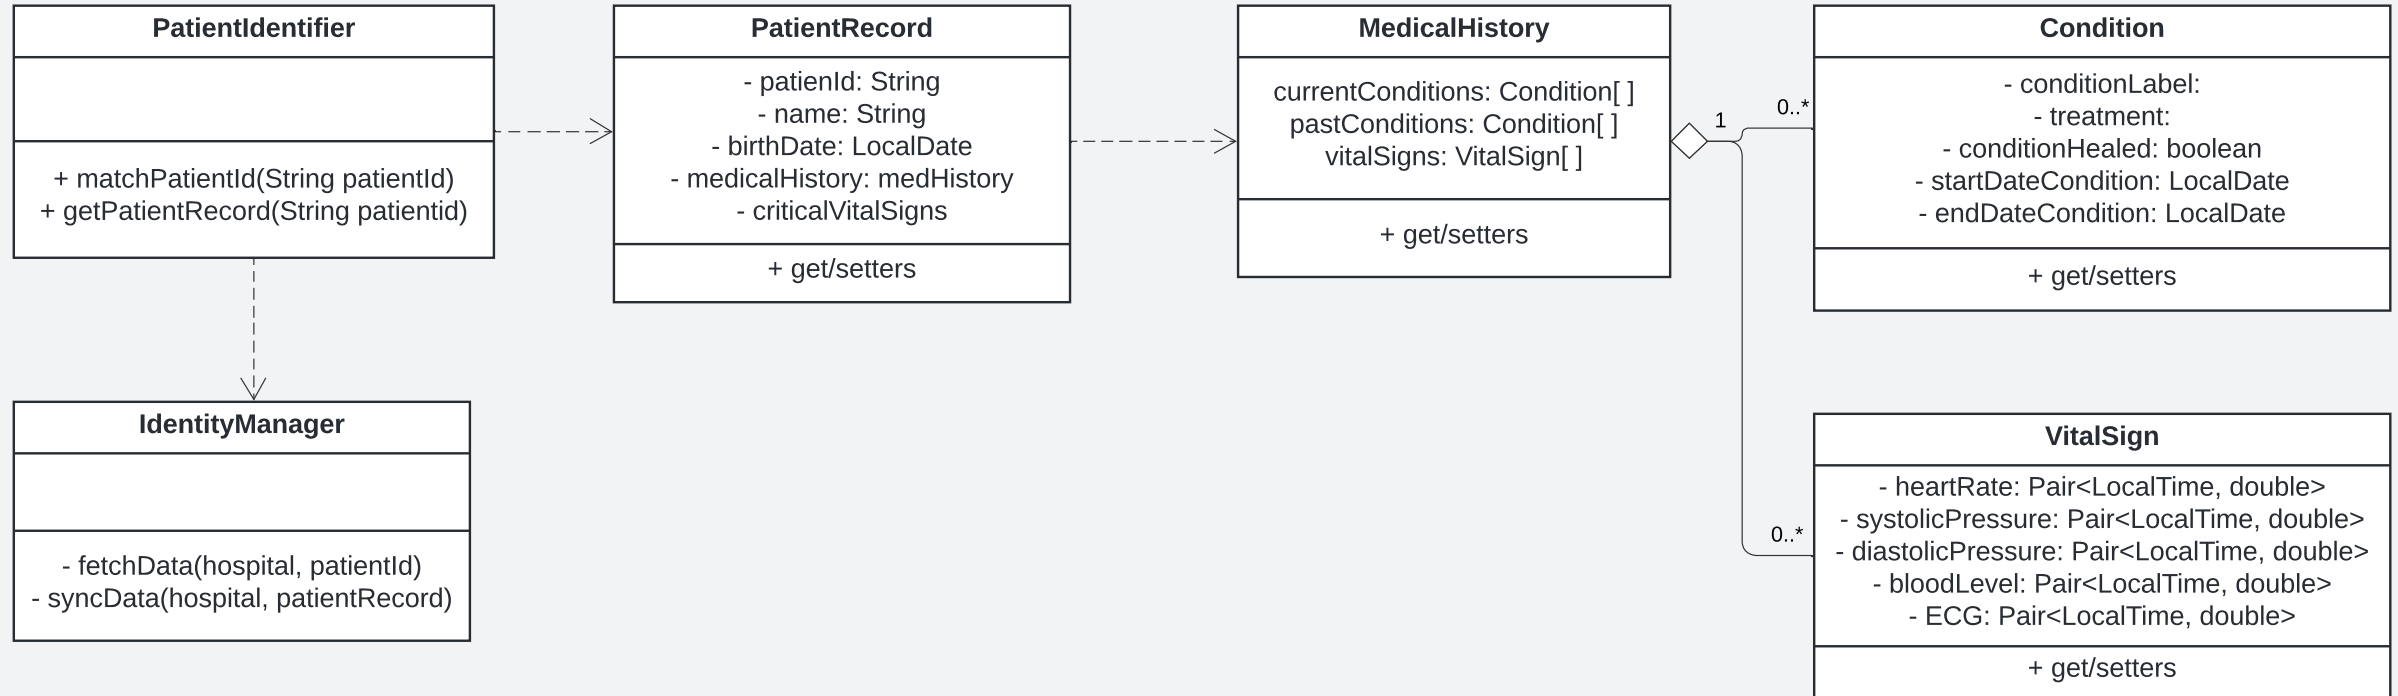 PatientIdentifier
+ matchPatientId(String patientId)
+ getPatientRecord(String patientid)
PatientRecord
- patienId: String
- name: String
- birthDate: LocalDate
- medicalHistory: medHistory
- criticalVitalSigns
+ get/setters
MedicalHistory
currentConditions: Condition[ ]
pastConditions: Condition[ ]
vitalSigns: VitalSign[ ]
+ get/setters
1
0..*
0..*
Condition
- conditionLabel:
- treatment:
- conditionHealed: boolean
- startDateCondition: LocalDate
- endDateCondition: LocalDate
+ get/setters
IdentityManager
- fetchData(hospital, patientId)
- syncData(hospital, patientRecord)
VitalSign
- heartRate: Pair<LocalTime, double>
- systolicPressure: Pair<LocalTime, double>
- diastolicPressure: Pair<LocalTime, double>
- bloodLevel: Pair<LocalTime, double>
- ECG: Pair<LocalTime, double>
+ get/setters